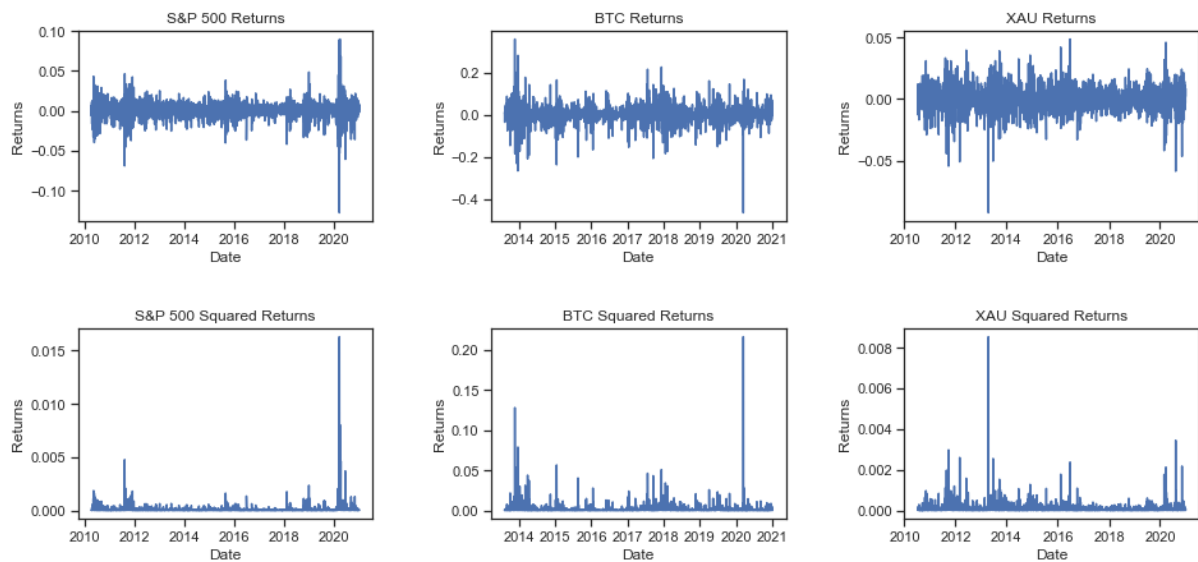 S&P 500 Returns
0.10
0.05
0.00
−0.05
−0.10
Returns
2010 2012 2014 2016 2018 2020
Date
BTC Returns
0.2
0.0
−0.2
−0.4
Returns
2014 2015 2016 2017 2018 2019 2020 2021
Date
XAU Returns
0.05
0.00
−0.05
Returns
2010 2012 2014 2016 2018 2020
Date
S&P 500 Squared Returns
0.015
0.010
0.005
0.000
Returns
2010 2012 2014 2016 2018 2020
Date
BTC Squared Returns
0.20
0.15
0.10
0.05
0.00
Returns
2014 2015 2016 2017 2018 2019 2020 2021
Date
XAU Squared Returns
0.008
0.006
0.004
0.002
0.000
Returns
2010 2012 2014 2016 2018 2020
Date